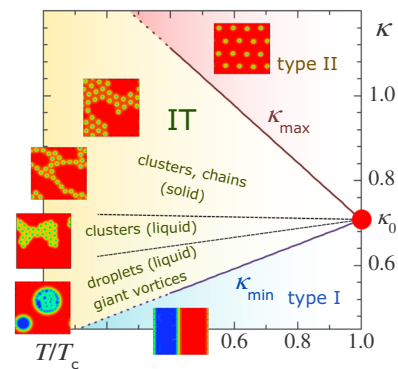 κ
type II
1.0
IT
κmax
clusters, chains
(solid)
0.8
κ0
clusters (liquid)
droplets (liquid)
giant vortices
0.6
κmin
type I
T/Tc
0.6
0.8
1.0